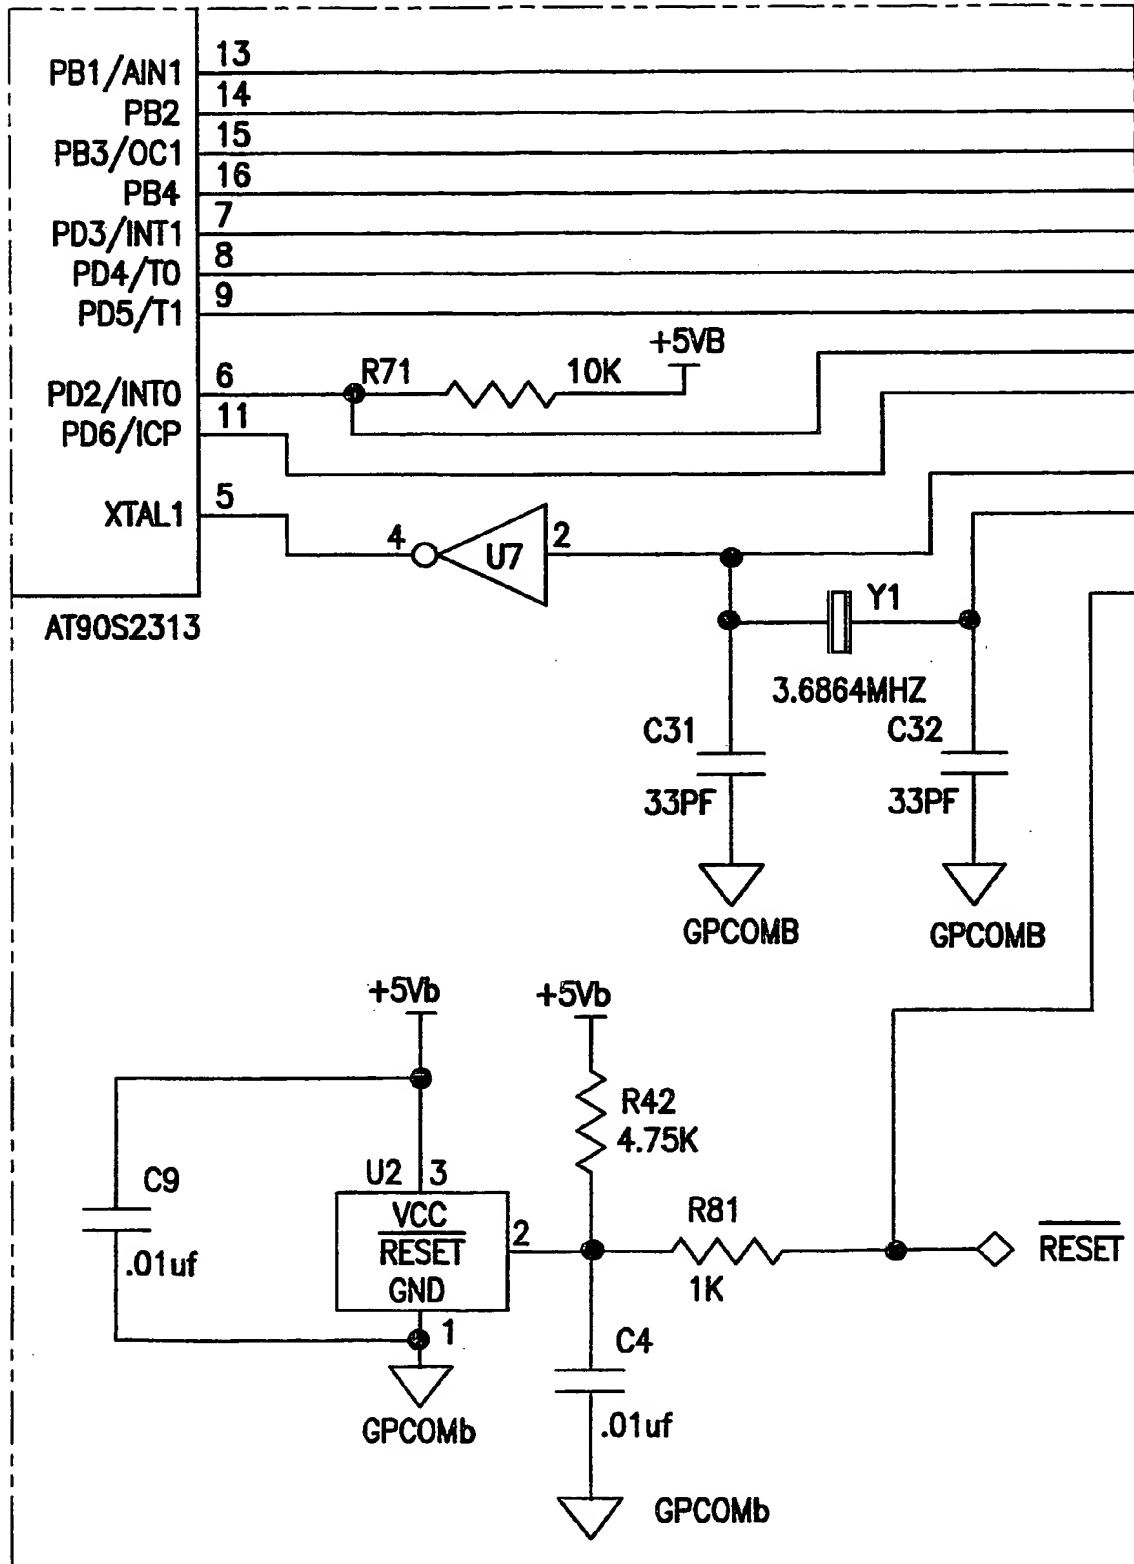 PB1/AIN1 13
PB2 14
PB3/OC1 15
PB4 16
PD3/INT1 7
PD4/T0 8
PD5/T1 9
+5VB
PD2/INT0 6 R71 10K
PD6/ICP 11
XTAL1 5
4 U7 2
AT90S2313
Y1
3.6864MHZ
C31 C32
33PF 33PF
GPCOMB GPCOMB
+5Vb +5Vb
R42
4.75K
C9 U2 3
VCC
RESET 2
GND
R81
1K
RESET
.01uf
1
C4
GPCOMb
.01uf
GPCOMb